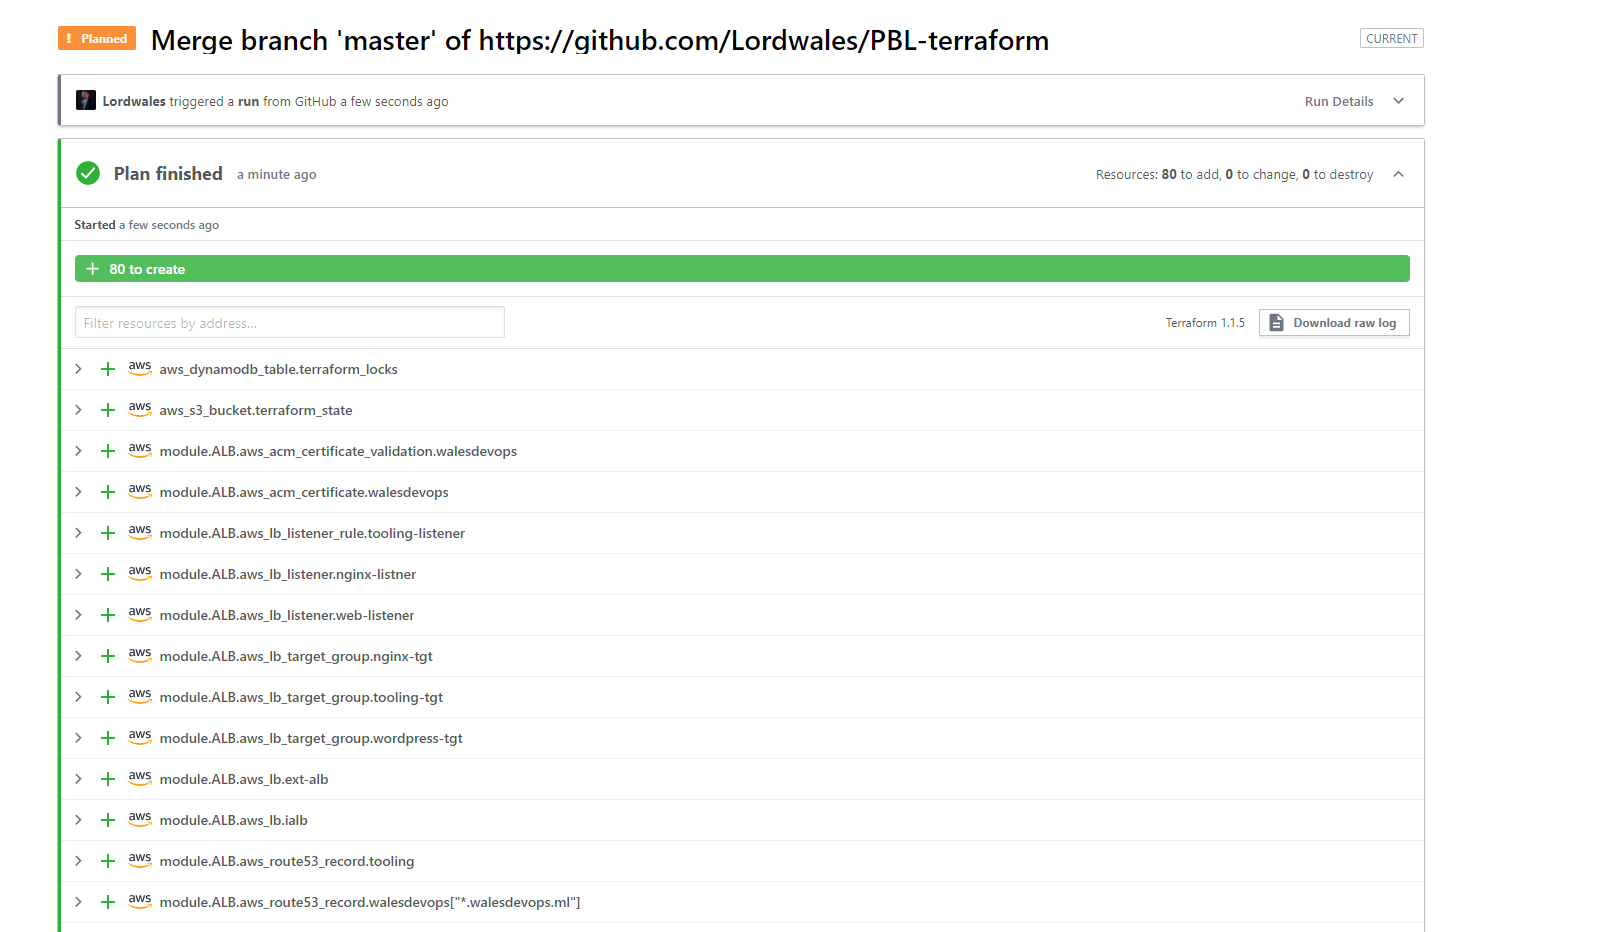 ! Planned Merge branch 'master' of https://github.com/Lordwales/PBL-terraform CURRENT
Lordwales triggered a run from GitHub a few seconds ago Run Details
Plan finished a minute ago Resources: 80 to add, 0 to change, 0 to destroy
Started a few seconds ago
+ 80 to create
Filter resources by address... Terraform 1.1.5 Download raw log
+ aws aws_dynamodb_table.terraform_locks
+ aws aws_s3_bucket.terraform_state
+ aws module.ALB.aws_acm_certificate_validation.walesdevops
+ aws module.ALB.aws_acm_certificate.walesdevops
+ aws module.ALB.aws_lb_listener_rule.tooling-listener
+ aws module.ALB.aws_lb_listener.nginx-listner
+ aws module.ALB.aws_lb_listener.web-listener
+ aws module.ALB.aws_lb_target_group.nginx-tgt
+ aws module.ALB.aws_lb_target_group.tooling-tgt
+ aws module.ALB.aws_lb_target_group.wordpress-tgt
+ aws module.ALB.aws_lb.ext-alb
+ aws module.ALB.aws_lb.ialb
+ aws module.ALB.aws_route53_record.tooling
+ aws module.ALB.aws_route53_record.walesdevops["*.walesdevops.ml"]